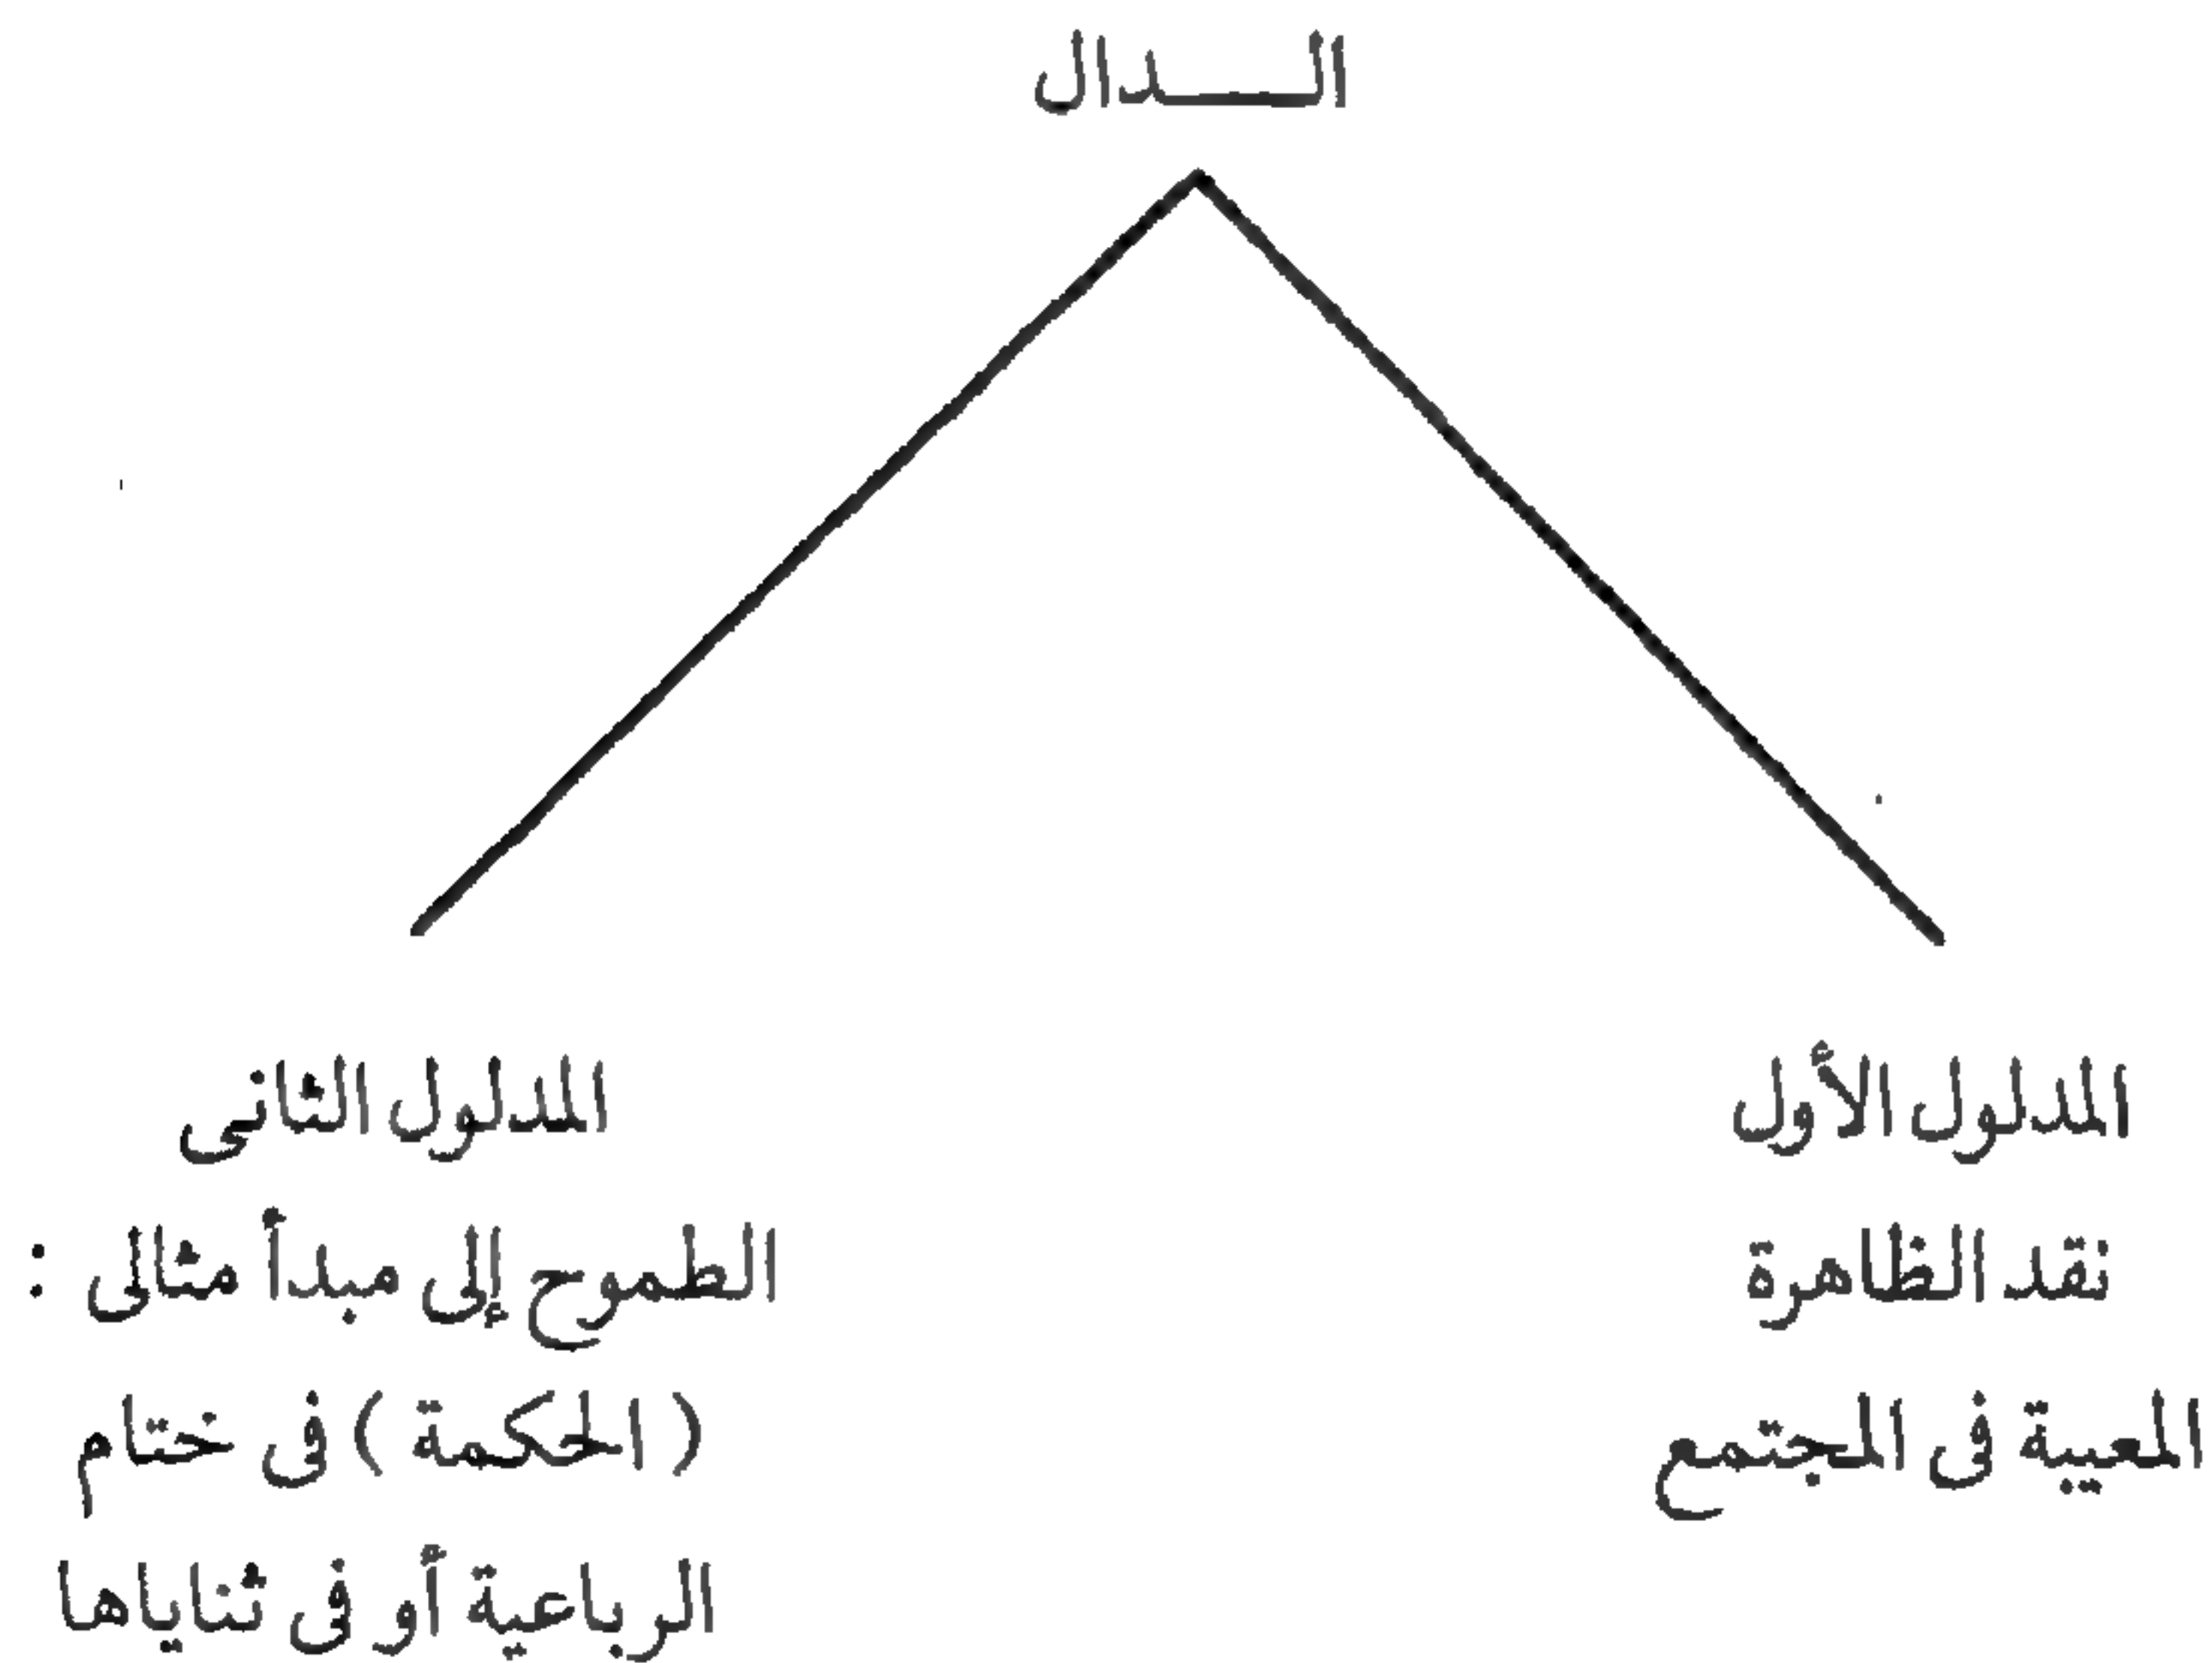 الـــدال
المدلول الأول
نقد الظاهرة
المعيبة فى المجتمع
المدلول الثانى
الطموح إلى مبدأ مثالى :
( الحكمة ) فى ختام
الرباعية أو فى ثناياها